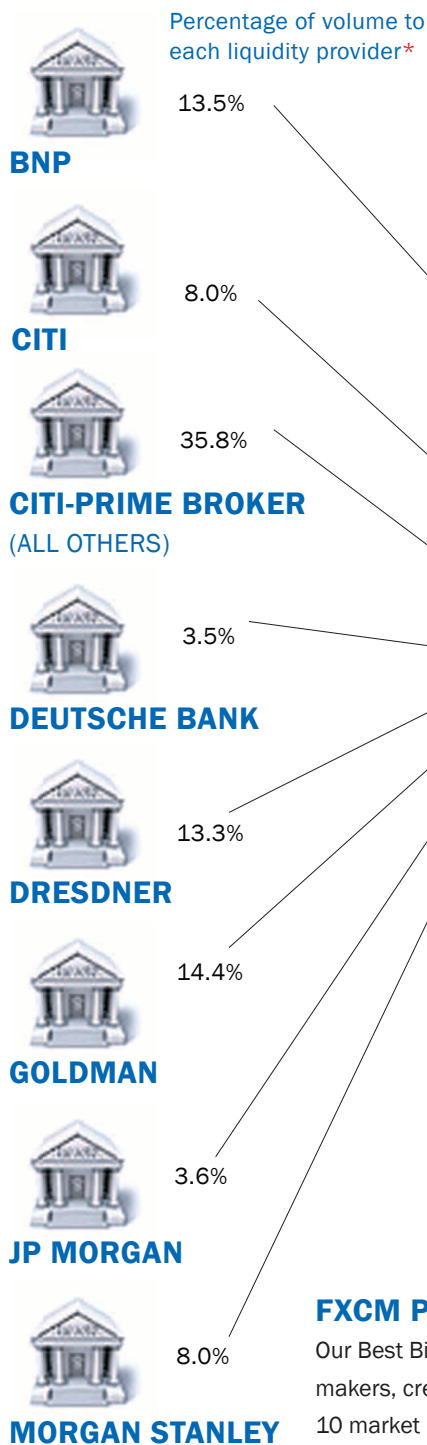 Percentage of volume to
each liquidity provider*
13.5%
BNP
8.0%
CITI
35.8%
CITI-PRIME BROKER
(ALL OTHERS)
3.5%
DEUTSCHE BANK
13.3%
DRESDNER
14.4%
GOLDMAN
3.6%
JP MORGAN
8.0%
MORGAN STANLEY
FXCM P
Our Best Bi
makers, cre
10 market